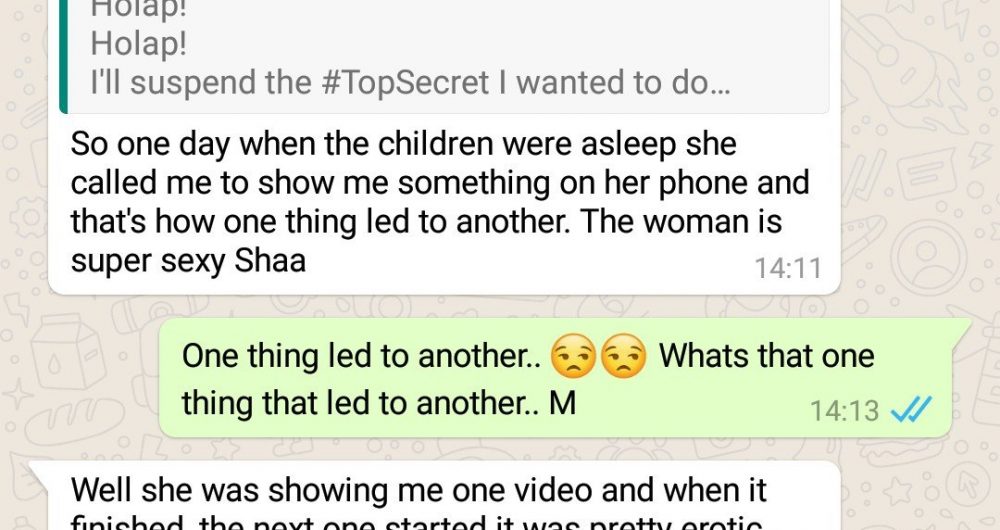 Holap!
Holap!
I'll suspend the #TopSecret I wanted to do...
So one day when the children were asleep she
called me to show me something on her phone and
that's how one thing led to another. The woman is
super sexy Shaa
14:11
One thing led to another.. 😒😒 Whats that one
thing that led to another.. M
14:13
Well she was showing me one video and when it
finished, the next one started it was pretty erotic